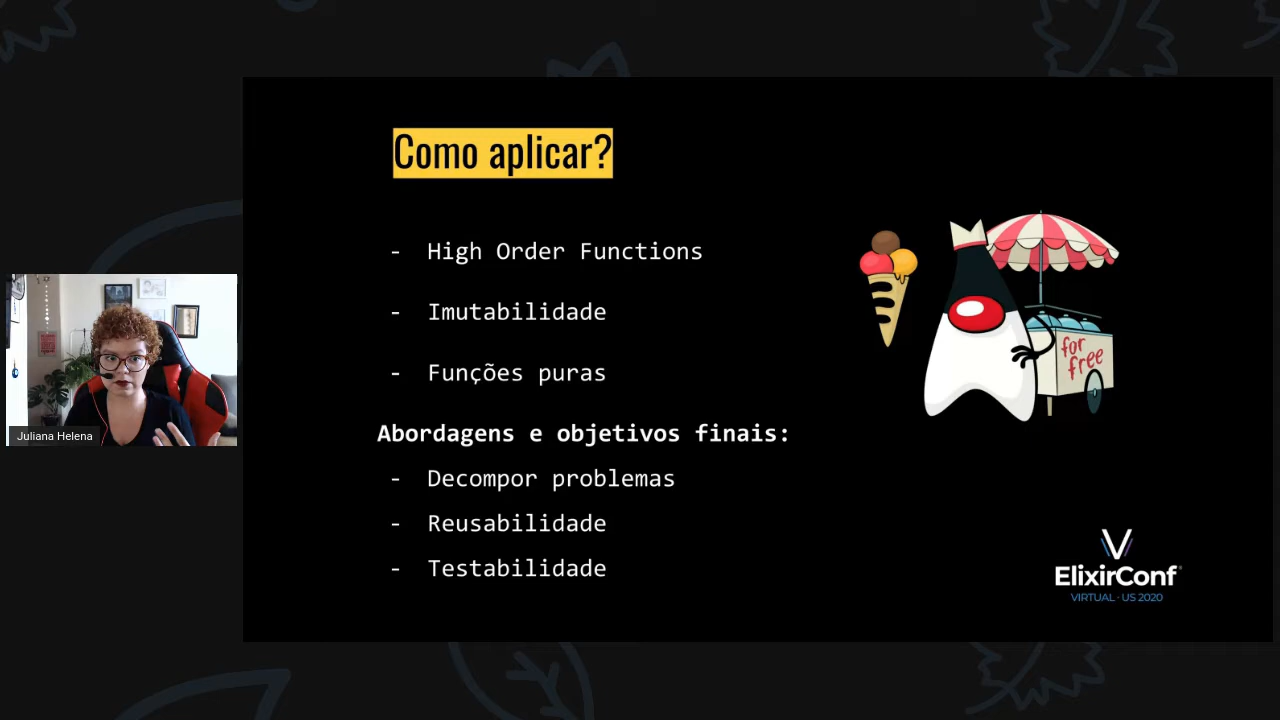 Como aplicar?
- High Order Functions
- Imutabilidade
- Funções puras
Abordagens e objetivos finais:
- Decompor problemas
- Reusabilidade
- Testabilidade
for
free
ElixirConf
VIRTUAL · US 2020
Juliana Helena